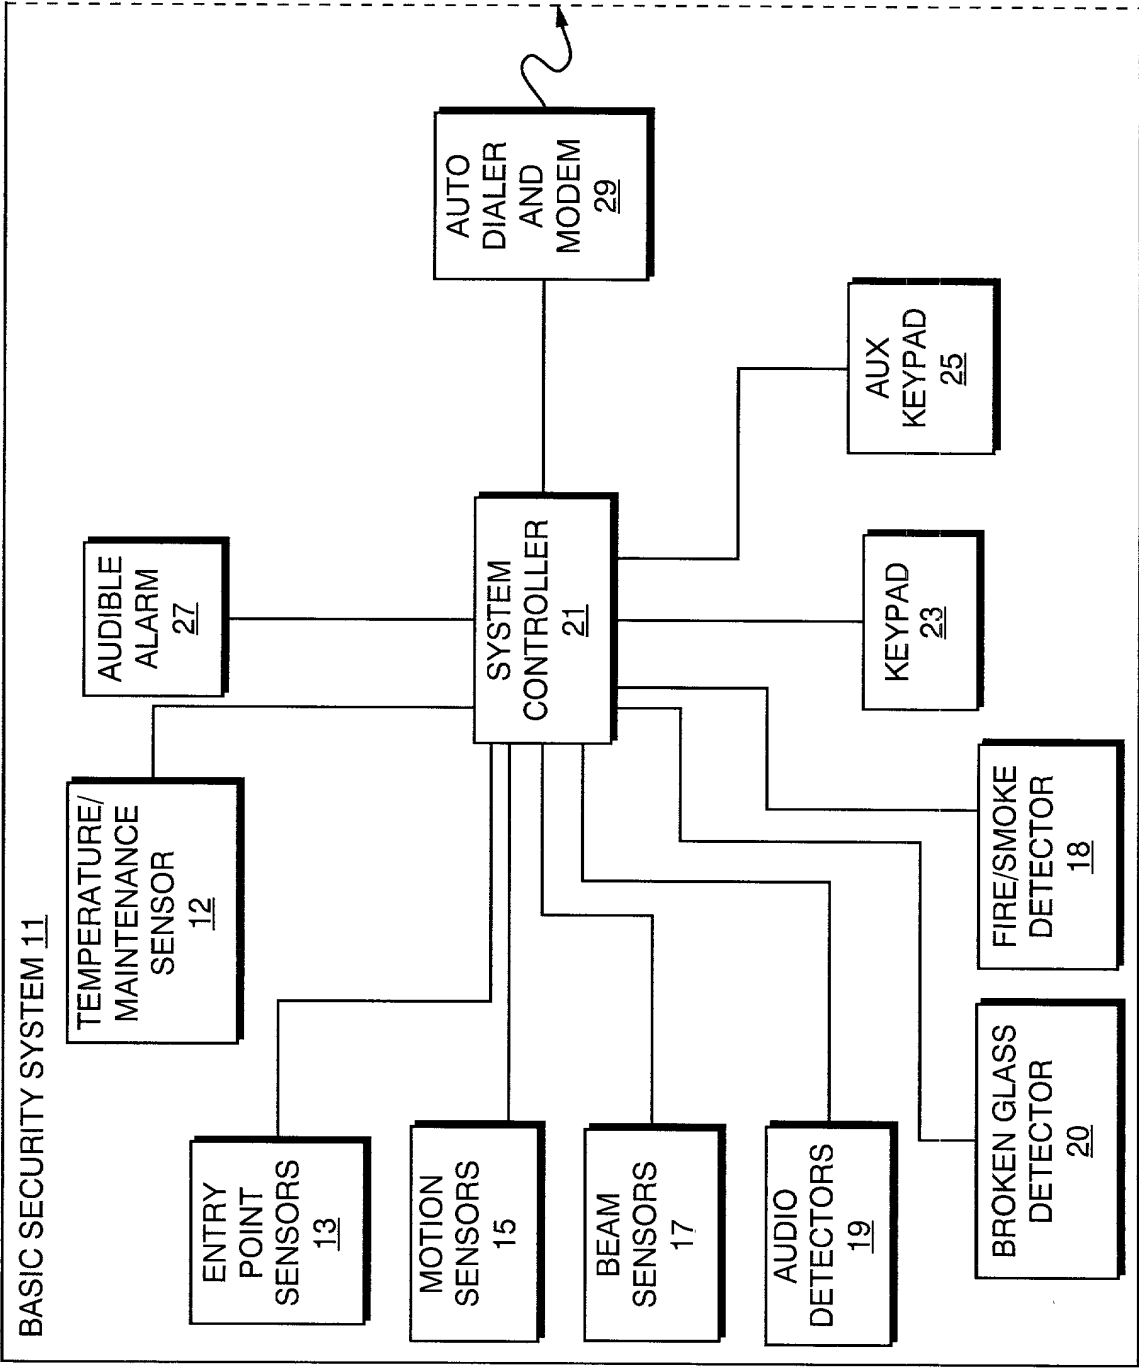 BASIC SECURITY SYSTEM 11
TEMPERATURE/
MAINTENANCE
SENSOR
12
AUDIBLE
ALARM
27
ENTRY
POINT
SENSORS
13
MOTION
SENSORS
15
BEAM
SENSORS
17
AUDIO
DETECTORS
19
BROKEN GLASS
DETECTOR
20
FIRE/SMOKE
DETECTOR
18
SYSTEM
CONTROLLER
21
KEYPAD
23
AUX
KEYPAD
25
AUTO
DIALER
AND
MODEM
29